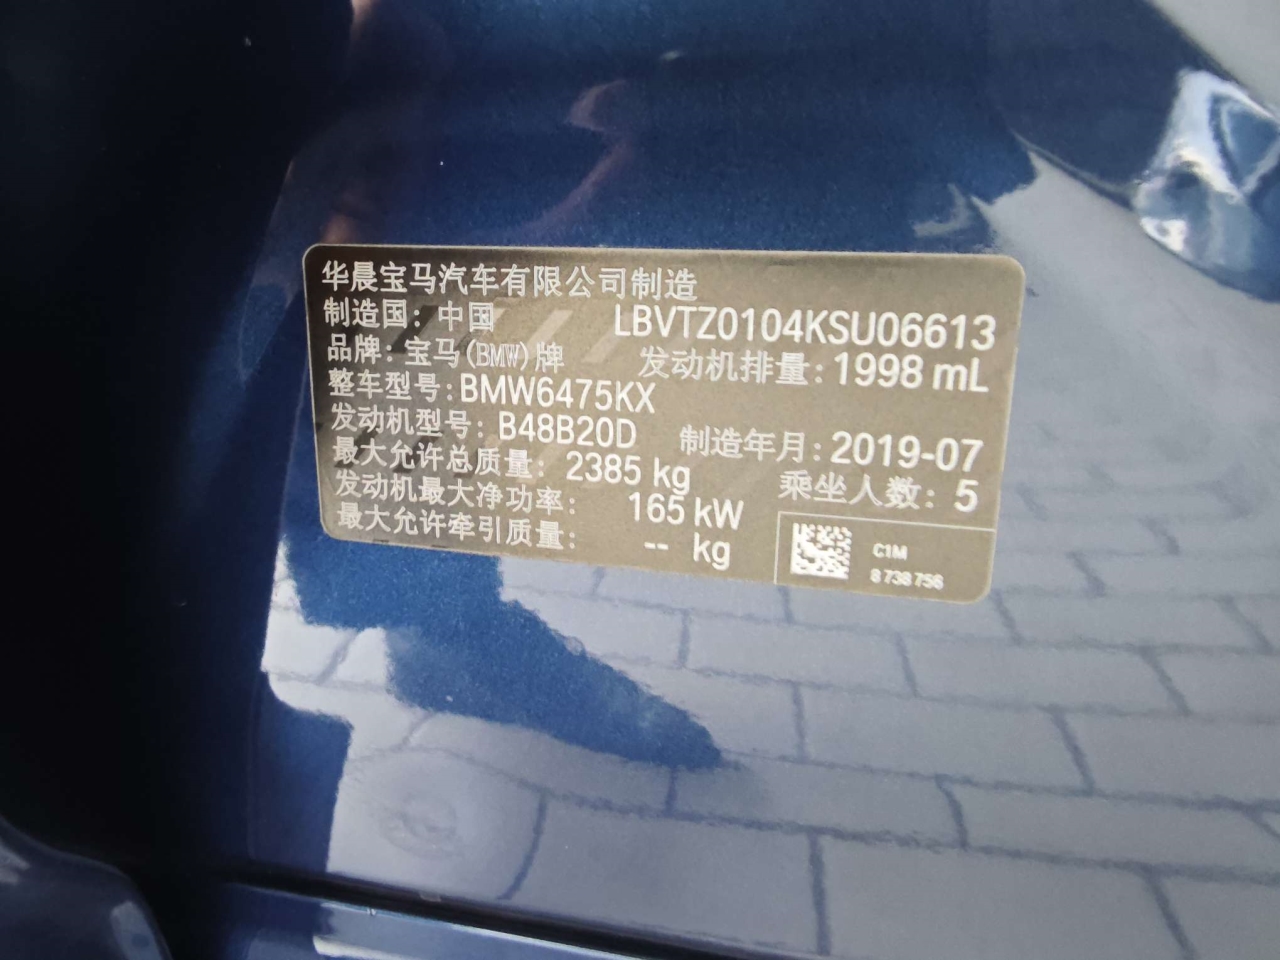 华晨宝马汽车有限公司制造
制造国: 中国 LBVTZ0104KSU06613
品牌: 宝马(BMW)牌 发动机排量: 1998 mL
整车型号: BMW6475KX
发动机型号: B48B20D 制造年月: 2019-07
最大允许总质量: 2385 kg 乘坐人数: 5
发动机最大净功率: 165 kW
最大允许牵引质量: -- kg
C1M
8 738 756